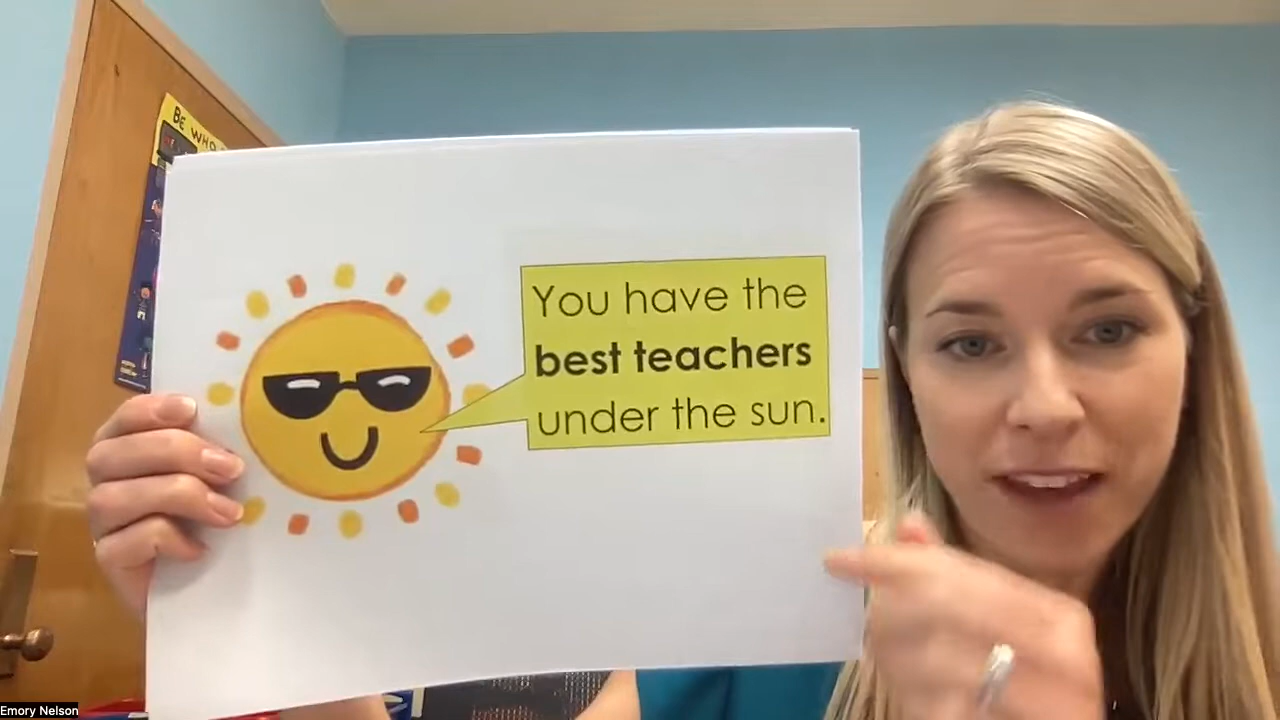 BE WHO
You have the
best teachers
under the sun.
Emory Nelson